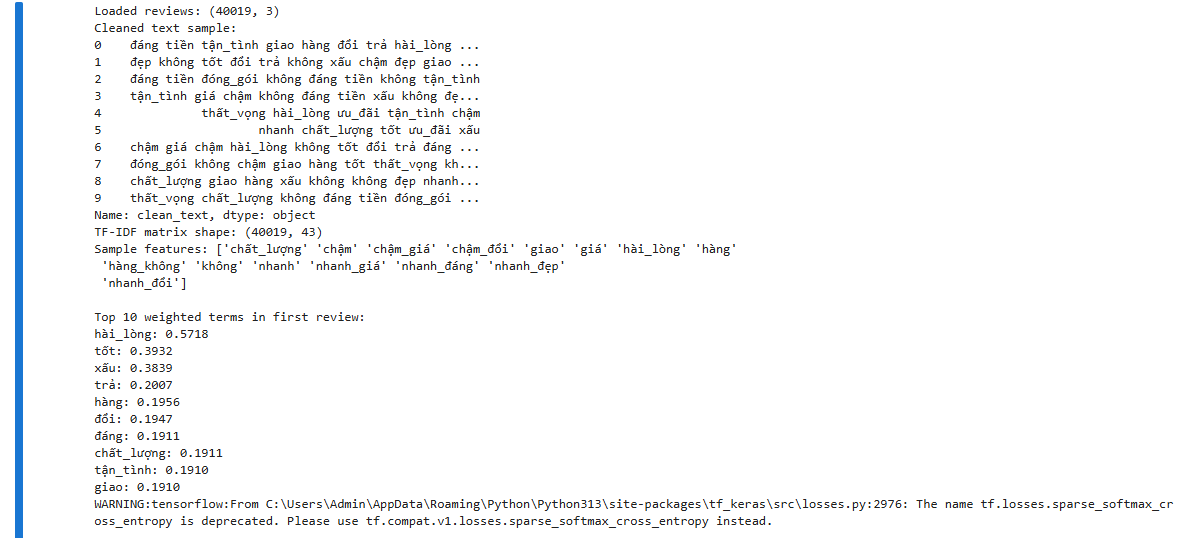 Loaded reviews: (40019, 3)
Cleaned text sample:
0    đáng tiền tận_tình giao hàng đổi trả hài_lòng ...
1    đẹp không tốt đổi trả không xấu chậm đẹp giao ...
2    đáng tiền đóng_gói không đáng tiền không tận_tình
3    tận_tình giá chậm không đáng tiền xấu không đẹ...
4    thất_vọng hài_lòng ưu_đãi tận_tình chậm
5    nhanh chất_lượng tốt ưu_đãi xấu
6    chậm giá chậm hài_lòng không tốt đổi trả đáng ...
7    đóng_gói không chậm giao hàng tốt thất_vọng kh...
8    chất_lượng giao hàng xấu không không đẹp nhanh...
9    thất_vọng chất_lượng không đáng tiền đóng_gói ...
Name: clean_text, dtype: object
TF-IDF matrix shape: (40019, 43)
Sample features: ['chất_lượng' 'chậm' 'chậm_giá' 'chậm_đổi' 'giao' 'giá' 'hài_lòng' 'hàng'
 'hàng_không' 'không' 'nhanh' 'nhanh_giá' 'nhanh_đáng' 'nhanh_đẹp'
 'nhanh_đổi']
Top 10 weighted terms in first review:
hài_lòng: 0.5718
tốt: 0.3932
xấu: 0.3839
trả: 0.2007
hàng: 0.1956
đổi: 0.1947
đáng: 0.1911
chất_lượng: 0.1911
tận_tình: 0.1910
giao: 0.1910
WARNING:tensorflow:From C:\Users\Admin\AppData\Roaming\Python\Python313\site-packages\tf_keras\src\losses.py:2976: The name tf.losses.sparse_softmax_cr
oss_entropy is deprecated. Please use tf.compat.v1.losses.sparse_softmax_cross_entropy instead.